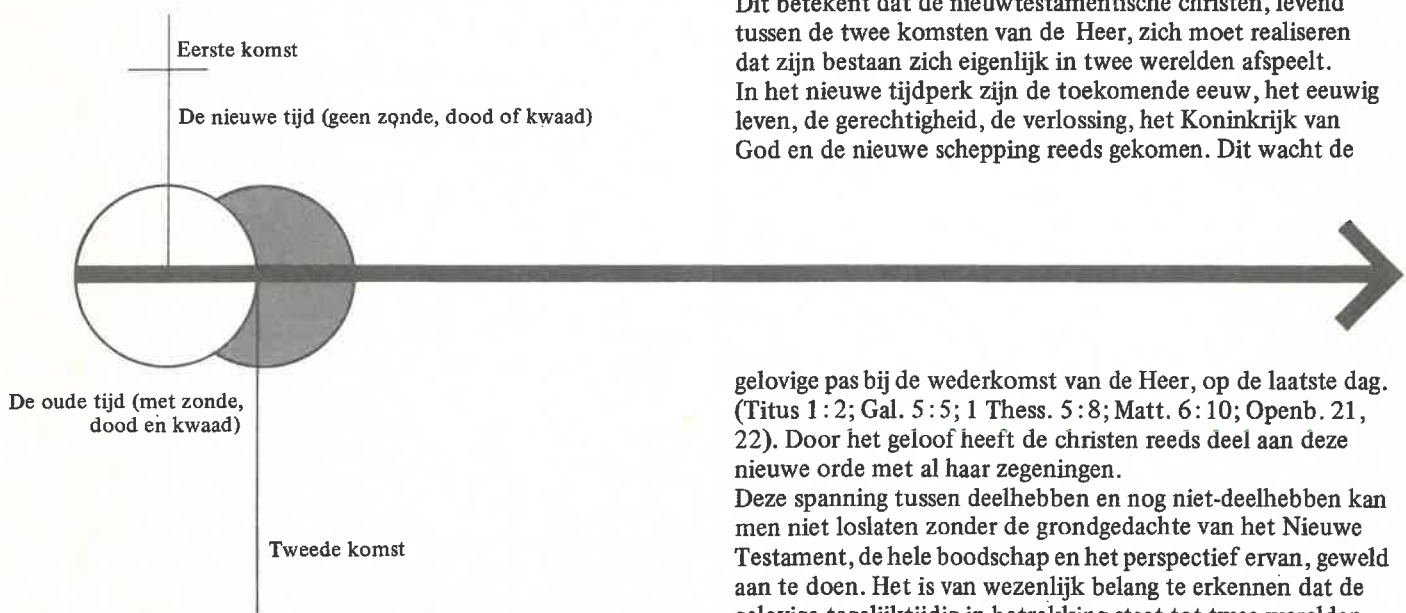 Eerste komst
De nieuwe tijd (geen zonde, dood of kwaad)
De oude tijd (met zonde,
dood en kwaad)
Tweede komst
Dit betekent dat de nieuwtestamentische christen, levend
tussen de twee komsten van de Heer, zich moet realiseren
dat zijn bestaan zich eigenlijk in twee werelden afspeelt.
In het nieuwe tijdperk zijn de toekomende eeuw, het eeuwig
leven, de gerechtigheid, de verlossing, het Koninkrijk van
God en de nieuwe schepping reeds gekomen. Dit wacht de
gelovige pas bij de wederkomst van de Heer, op de laatste dag.
(Titus 1 : 2; Gal. 5 : 5; 1 Thess. 5 : 8; Matt. 6 : 10; Openb. 21,
22). Door het geloof heeft de christen reeds deel aan deze
nieuwe orde met al haar zegeningen.
Deze spanning tussen deelhebben en nog niet-deelhebben kan
men niet loslaten zonder de grondgedachte van het Nieuwe
Testament, de hele boodschap en het perspectief ervan, geweld
aan te doen. Het is van wezenlijk belang te erkennen dat de
gelovige tegelijktijdig in betrekking staat tot twee werelden